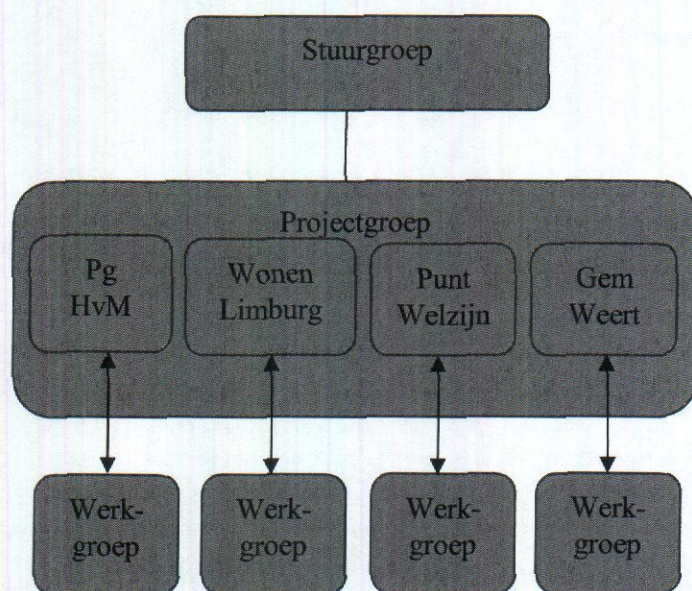 Stuurgroep
Projectgroep
Pg
HvM
Wonen
Limburg
Punt
Welzijn
Gem
Weert
Werk-
groep
Werk-
groep
Werk-
groep
Werk-
groep